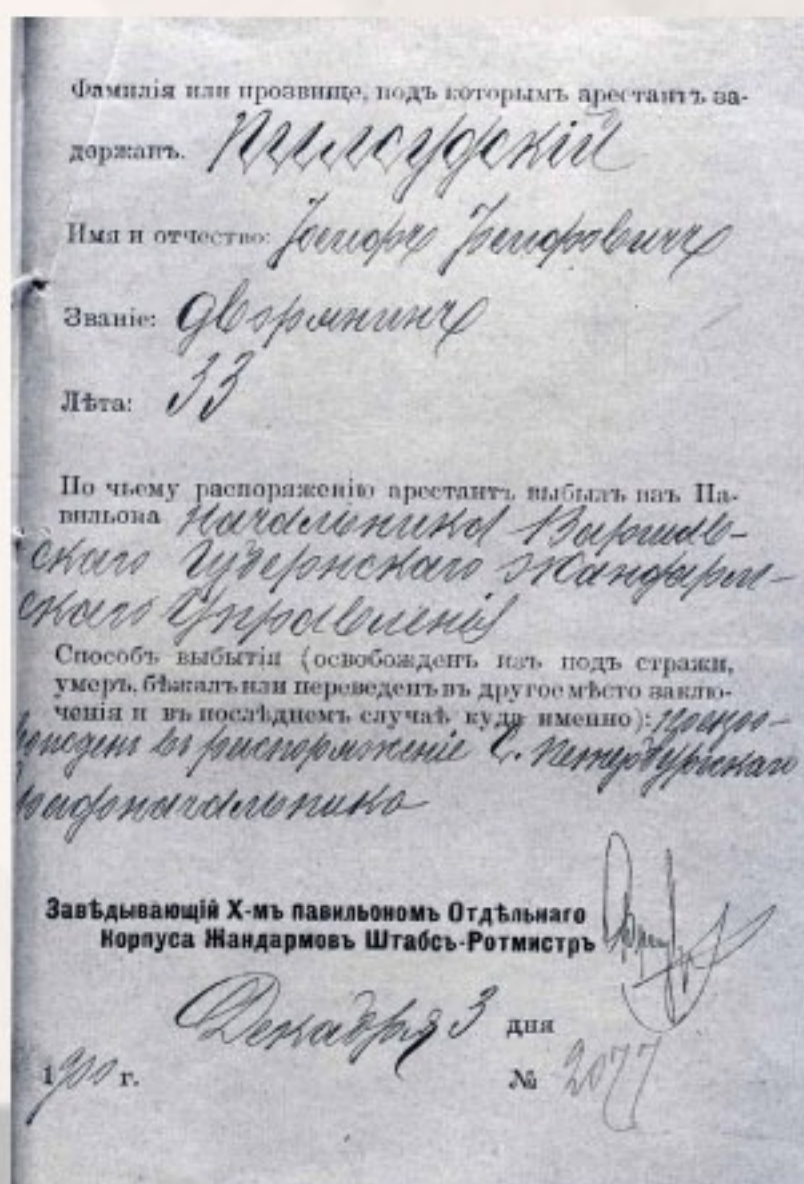 Фамилія или прозвище, подъ которымъ арестантъ за-
держанъ. Пилсудскій
Имя и отчество: Іосифъ Іосифовичъ
Званіе: дворянинъ
Лѣта: 33
По чьему распоряженію арестантъ выбылъ изъ Па-
вильона Начальника Варшав-
скаго Губернскаго Жандарм-
скаго Управленія
Способъ выбытія (освобожденъ изъ подъ стражи,
умеръ, бѣжалъ или переведенъ въ другое мѣсто заклю-
ченія и въ послѣднемъ случаѣ куда именно): препро-
вожденъ въ распоряженіе С. Петербургскаго
Градоначальника
Завѣдывающій X-мъ павильономъ Отдѣльнаго
Корпуса Жандармовъ Штабсъ-Ротмистръ
Декабря 3 дня
1900 г. № 2077